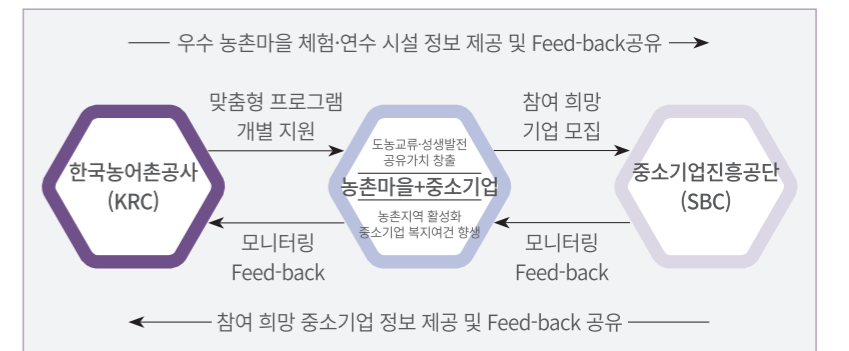 우수 농촌마을 체험·연수 시설 정보 제공 및 Feed-back공유
맞춤형 프로그램
개별 지원
참여 희망
기업 모집
한국농어촌공사
(KRC)
도농교류·성생발전
공유가치 창출
농촌마을+중소기업
농촌지역 활성화
중소기업 복지여건 향생
중소기업진흥공단
(SBC)
모니터링
Feed-back
모니터링
Feed-back
참여 희망 중소기업 정보 제공 및 Feed-back 공유